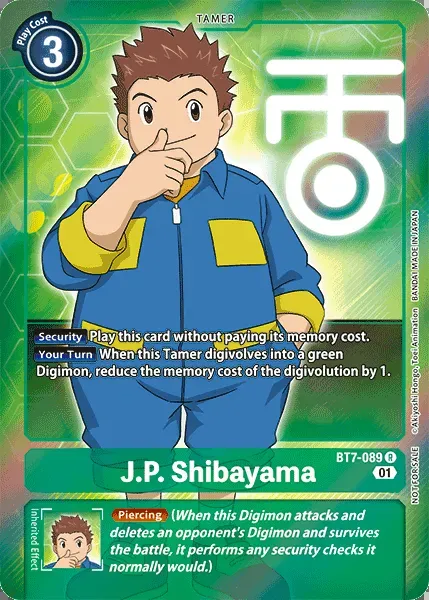 TAMER
Play Cost
3
Security Play this card without paying its memory cost.
Your Turn When this Tamer digivolves into a green
Digimon, reduce the memory cost of the digivolution by 1.
BT7-089 R
J.P. Shibayama
01
Inherited Effect
Piercing (When this Digimon attacks and
deletes an opponent's Digimon and survives
the battle, it performs any security checks it
normally would.)
©Akiyoshi Hongo, Toei Animation BANDAI MADE IN JAPAN
NOT FOR SALE